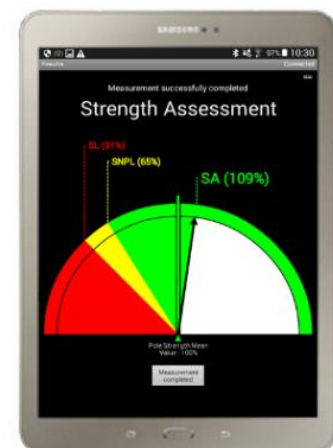 SAMSUNG
97% 10:30
Results
Connected
Measurement successfully completed
Strength Assessment
SL (51%)
SNPL (65%)
SA (109%)
Pole Strength Mean
Value - 100%
Measurement
completed